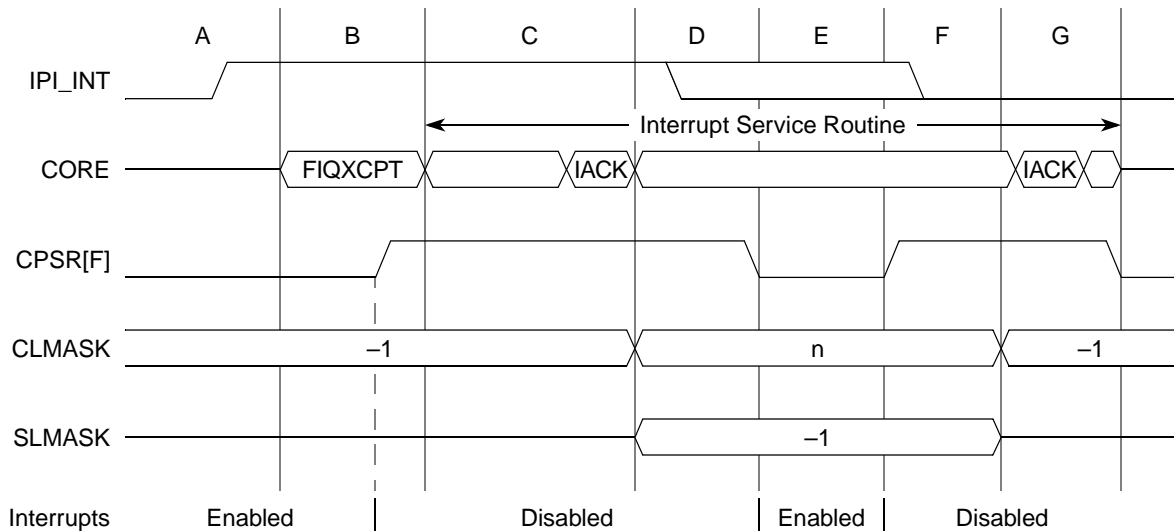 A B C D E F G
IPI_INT
Interrupt Service Routine
CORE FIQXCPT IACK IACK
CPSR[F]
CLMASK –1 n –1
SLMASK –1
Interrupts Enabled Disabled Enabled Disabled